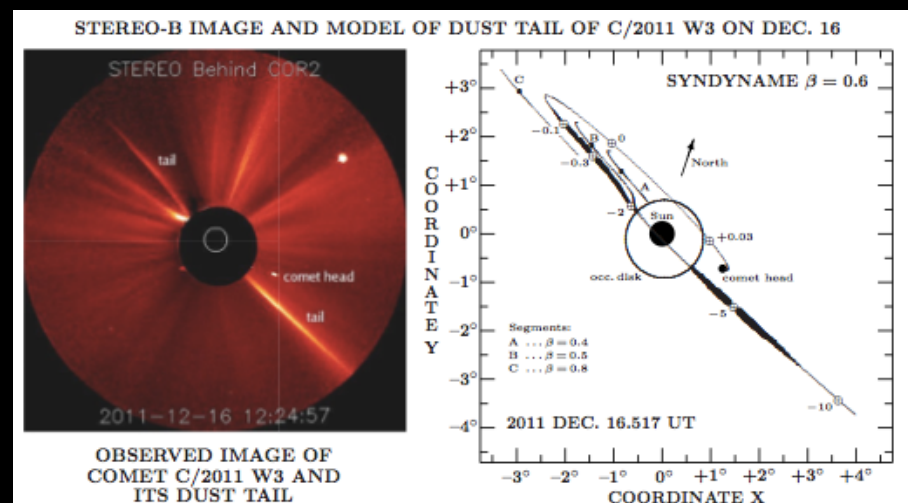 STEREO-B IMAGE AND MODEL OF DUST TAIL OF C/2011 W3 ON DEC. 16
STEREO Behind COR2
tail
comet head
tail
2011-12-16 12:24:57
OBSERVED IMAGE OF
COMET C/2011 W3 AND
ITS DUST TAIL
SYNDYNAME β = 0.6
COORDINATE Y
+3°
+2°
+1°
0°
−1°
−2°
−3°
−4°
C
−0.1
B
0
−0.3
North
A
−2
Sun
+0.03
occ. disk
comet head
−5
Segments:
A ... β = 0.4
B ... β = 0.5
C ... β = 0.8
−10
2011 DEC. 16.517 UT
−3° −2° −1° 0° +1° +2° +3° +4°
COORDINATE X